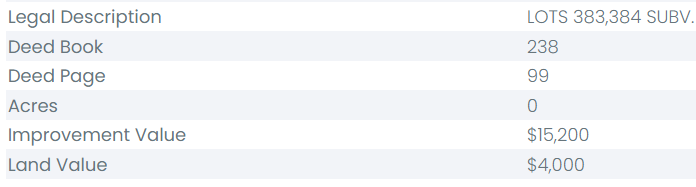 Legal Description LOTS 383,384 SUBV.
Deed Book 238
Deed Page 99
Acres 0
Improvement Value $15,200
Land Value $4,000